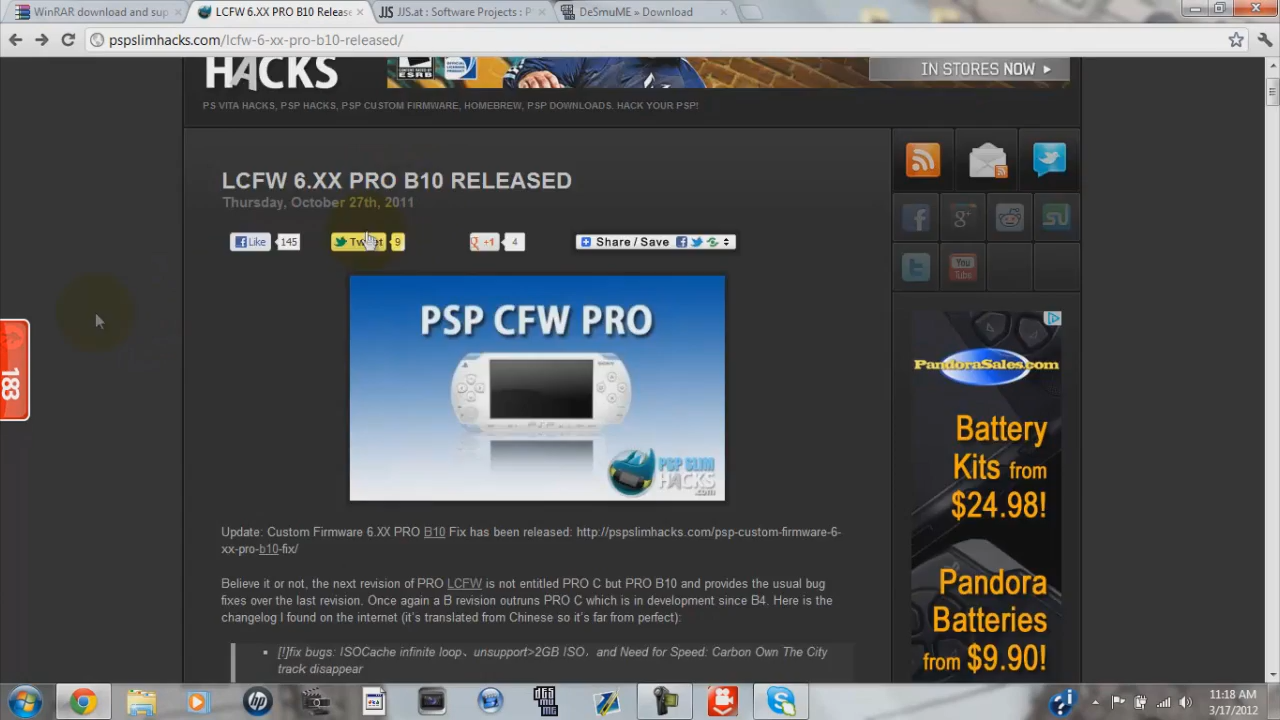 WinRAR download and sup
LCFW 6.XX PRO B10 Release
JJS.at : Software Projects : P
DeSmuME » Download
pspslimhacks.com/lcfw-6-xx-pro-b10-released/
HACKS
ESRB
IN STORES NOW
PS VITA HACKS, PSP HACKS, PSP CUSTOM FIRMWARE, HOMEBREW, PSP DOWNLOADS. HACK YOUR PSP!
LCFW 6.XX PRO B10 RELEASED
Thursday, October 27th, 2011
Like 145
Tweet 9
+1 4
Share / Save
You Tube
PSP CFW PRO
PSP SLIM
HACKS
.com
183
PandoraSales.com
Battery
Kits from
$24.98!
Pandora
Batteries
from $9.90!
Update: Custom Firmware 6.XX PRO B10 Fix has been released: http://pspslimhacks.com/psp-custom-firmware-6-
xx-pro-b10-fix/
Believe it or not, the next revision of PRO LCFW is not entitled PRO C but PRO B10 and provides the usual bug
fixes over the last revision. Once again a B revision outruns PRO C which is in development since B4. Here is the
changelog I found on the internet (it's translated from Chinese so it's far from perfect):
[!]fix bugs: ISOCache infinite loop、unsupport>2GB ISO，and Need for Speed: Carbon Own The City
track disappear
11:18 AM
3/17/2012